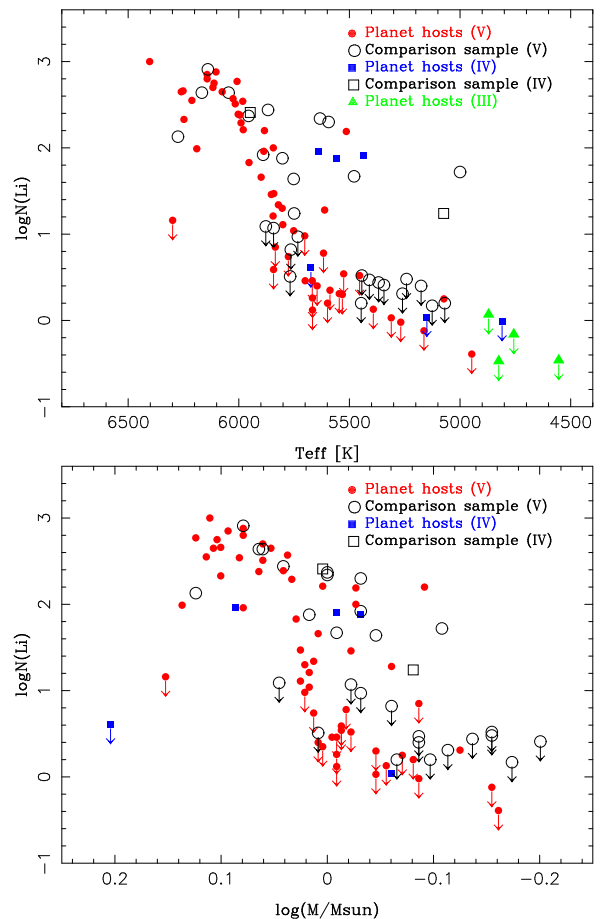 Planet hosts (V)
Comparison sample (V)
Planet hosts (IV)
Comparison sample (IV)
Planet hosts (III)
3
2
1
0
−1
logN(Li)
6500 6000 5500 5000 4500
Teff [K]
Planet hosts (V)
Comparison sample (V)
Planet hosts (IV)
Comparison sample (IV)
3
2
1
0
−1
logN(Li)
0.2 0.1 0 −0.1 −0.2
log(M/Msun)